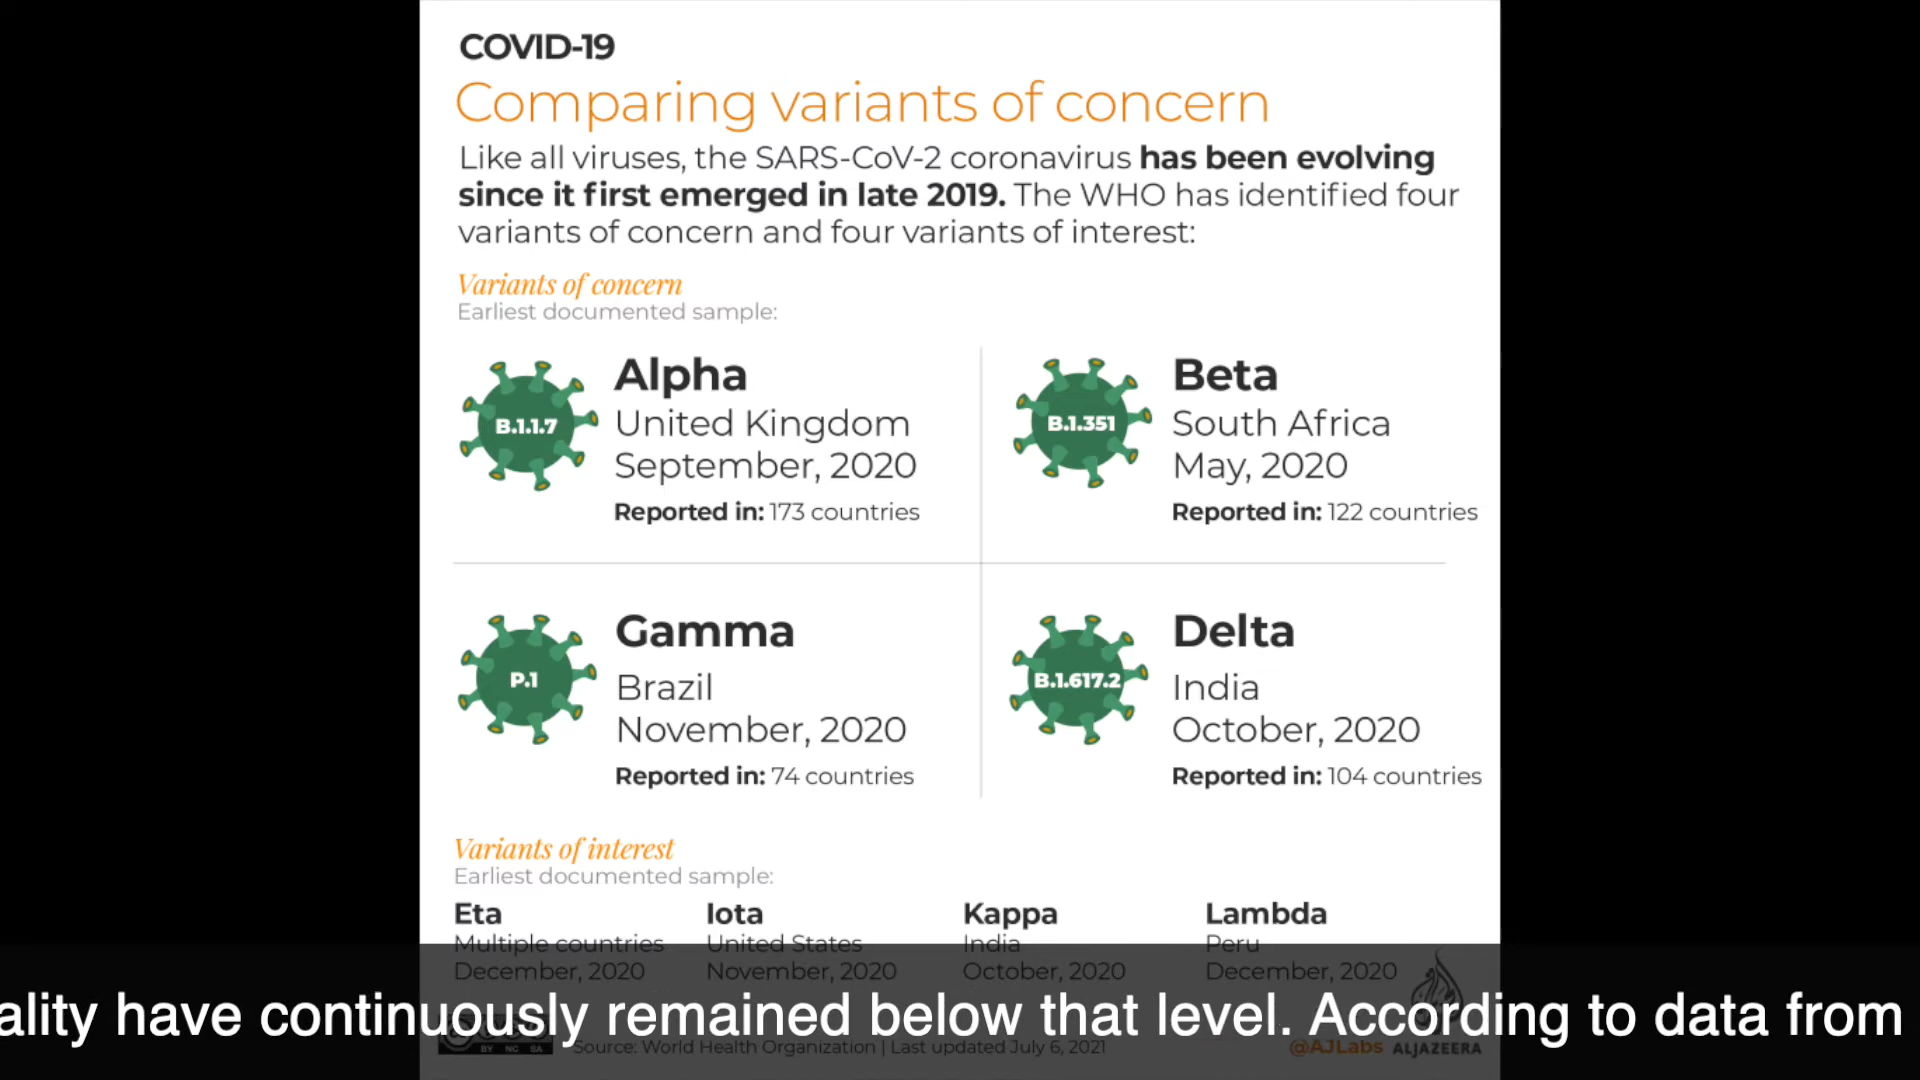 COVID-19
Comparing variants of concern
Like all viruses, the SARS-CoV-2 coronavirus has been evolving
since it first emerged in late 2019. The WHO has identified four
variants of concern and four variants of interest:
Variants of concern
Earliest documented sample:
B.1.1.7
Alpha
United Kingdom
September, 2020
Reported in: 173 countries
B.1.351
Beta
South Africa
May, 2020
Reported in: 122 countries
P.1
Gamma
Brazil
November, 2020
Reported in: 74 countries
B.1.617.2
Delta
India
October, 2020
Reported in: 104 countries
Variants of interest
Earliest documented sample:
Eta
Multiple countries
December, 2020
Iota
United States
November, 2020
Kappa
India
October, 2020
Lambda
Peru
December, 2020
ality have continuously remained below that level. According to data from
BY NC SA
Source: World Health Organization | Last updated July 6, 2021
@AJLabs ALJAZEERA